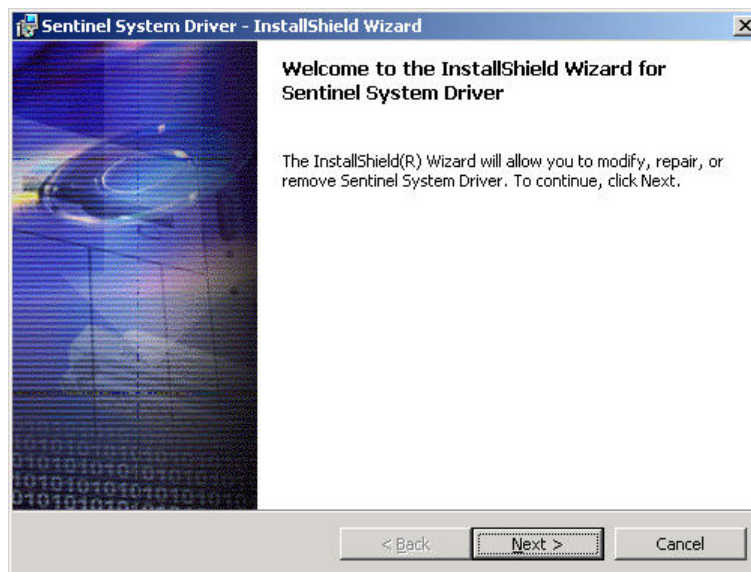 Sentinel System Driver - InstallShield Wizard
Welcome to the InstallShield Wizard for
Sentinel System Driver
The InstallShield(R) Wizard will allow you to modify, repair, or
remove Sentinel System Driver. To continue, click Next.
< Back
Next >
Cancel